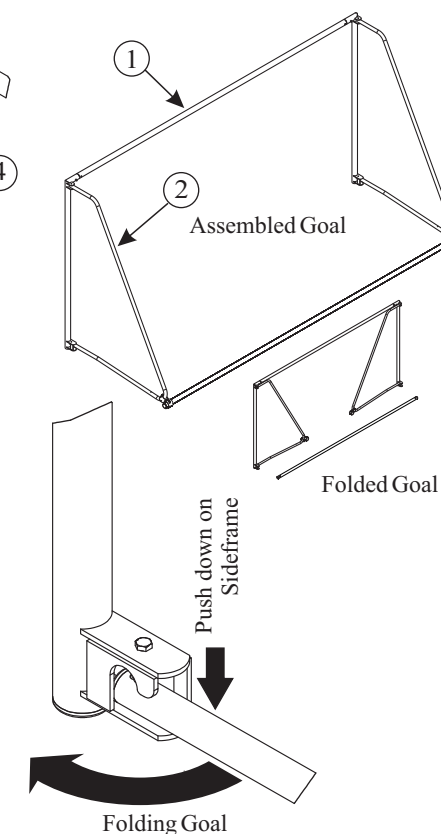 1
4
2
Assembled Goal
Folded Goal
Push down on
Sideframe
Folding Goal